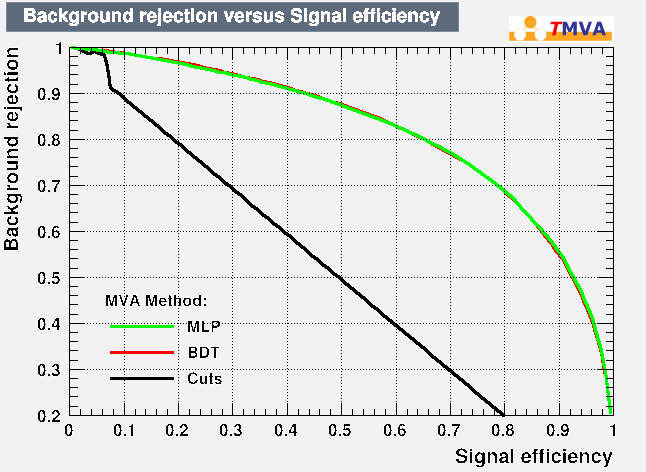 Background rejection versus Signal efficiency
TMVA
Background rejection
1
0.9
0.8
0.7
0.6
0.5
0.4
0.3
0.2
MVA Method:
MLP
BDT
Cuts
0 0.1 0.2 0.3 0.4 0.5 0.6 0.7 0.8 0.9 1
Signal efficiency